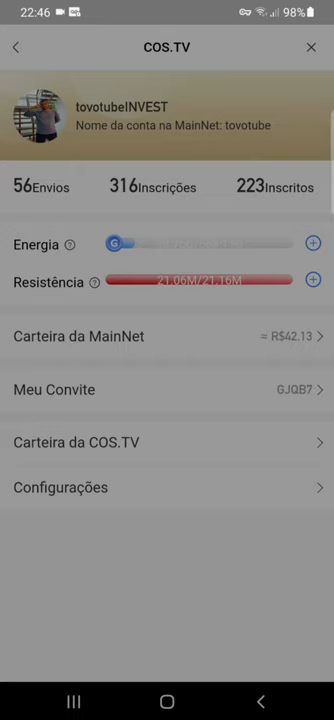 22:46
98%
COS.TV
tovotubeINVEST
Nome da conta na MainNet: tovotube
56Envios
316Inscrições
223Inscritos
Energia
G
Resistência
21.06M/21.16M
Carteira da MainNet
≈ R$42.13
Meu Convite
GJQB7
Carteira da COS.TV
Configurações